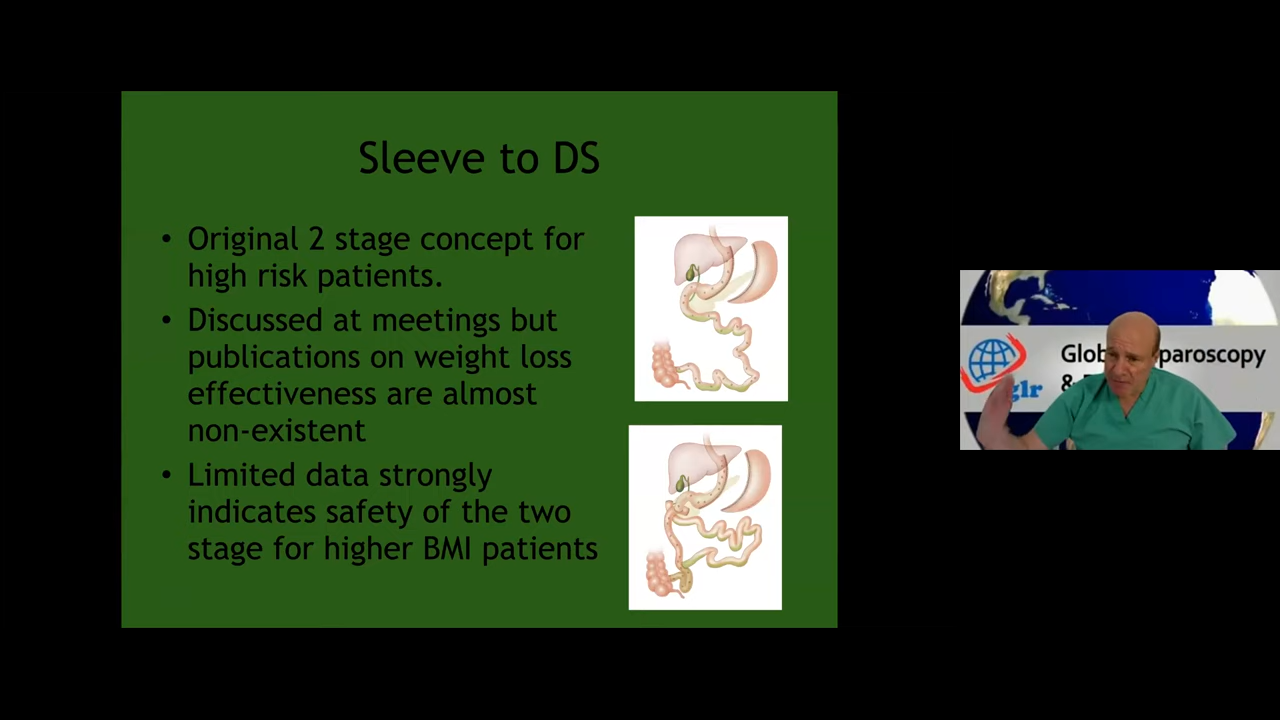 Sleeve to DS
• Original 2 stage concept for
high risk patients.
• Discussed at meetings but
publications on weight loss
effectiveness are almost
non-existent
• Limited data strongly
indicates safety of the two
stage for higher BMI patients
Glob paroscopy
&
glr